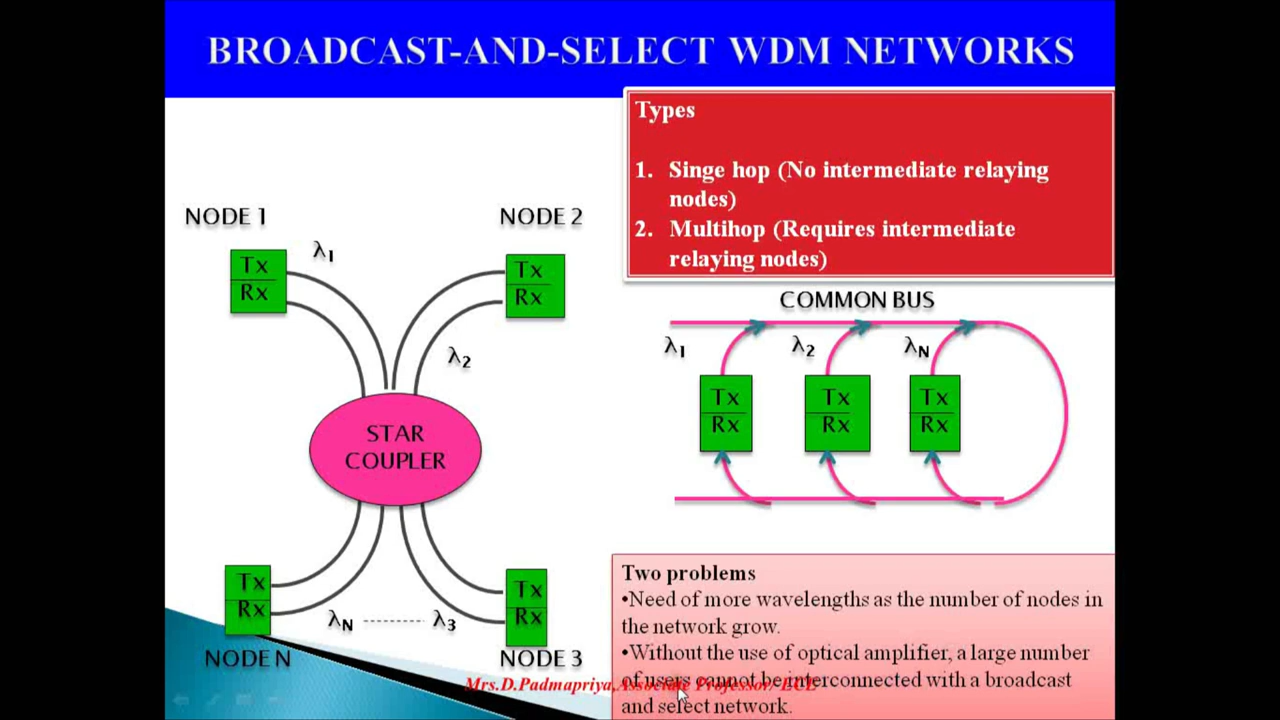 BROADCAST-AND-SELECT WDM NETWORKS
Types
1. Singe hop (No intermediate relaying
nodes)
2. Multihop (Requires intermediate
relaying nodes)
NODE 1
NODE 2
λ1
Tx
Rx
Tx
Rx
λ2
STAR
COUPLER
Tx
Rx
Tx
Rx
λN
λ3
NODE N
NODE 3
COMMON BUS
λ1
λ2
λN
Tx
Rx
Tx
Rx
Tx
Rx
Two problems
•Need of more wavelengths as the number of nodes in
the network grow.
•Without the use of optical amplifier, a large number
of users cannot be interconnected with a broadcast
and select network.
Mrs.D.Padmapriya,Associate Professor/ ECE